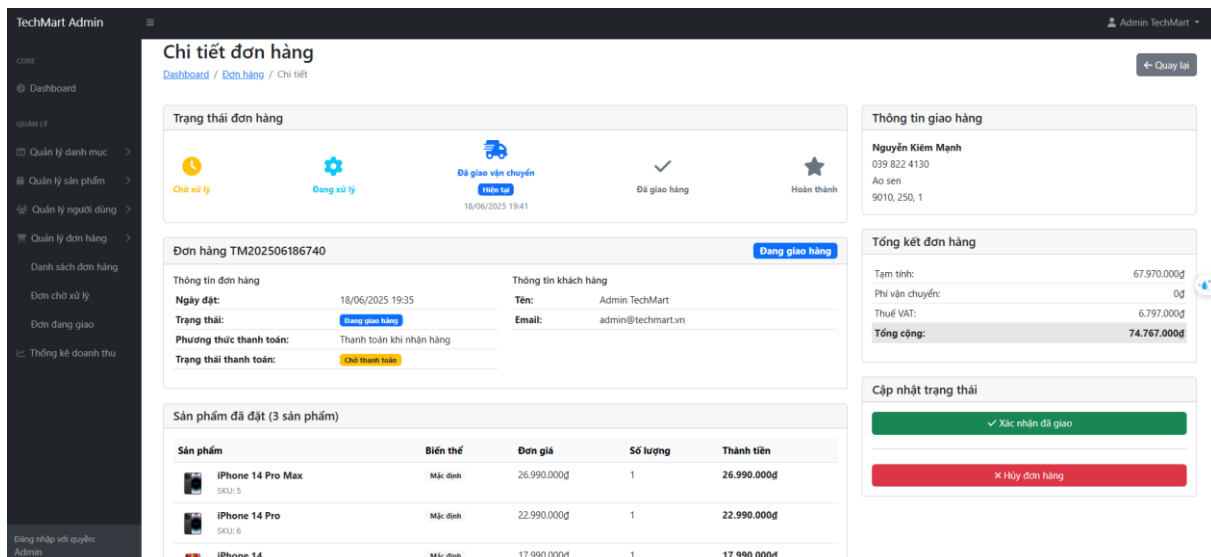 TechMart Admin
Admin TechMart
CORE
Dashboard
QUẢN LÝ
Quản lý danh mục
Quản lý sản phẩm
Quản lý người dùng
Quản lý đơn hàng
Danh sách đơn hàng
Đơn chờ xử lý
Đơn đang giao
Thống kê doanh thu
Đăng nhập với quyền:
Admin
Chi tiết đơn hàng
Dashboard / Đơn hàng / Chi tiết
Quay lại
Trạng thái đơn hàng
Chờ xử lý
Đang xử lý
Đã giao vận chuyển
Hiện tại
18/06/2025 19:41
Đã giao hàng
Hoàn thành
Đơn hàng TM202506186740
Đang giao hàng
Thông tin đơn hàng
Ngày đặt: 18/06/2025 19:35
Trạng thái: Đang giao hàng
Phương thức thanh toán: Thanh toán khi nhận hàng
Trạng thái thanh toán: Chờ thanh toán
Thông tin khách hàng
Tên: Admin TechMart
Email: admin@techmart.vn
Sản phẩm đã đặt (3 sản phẩm)
Sản phẩm Biến thể Đơn giá Số lượng Thành tiền
iPhone 14 Pro Max Mặc định 26.990.000₫ 1 26.990.000₫
SKU: 5
iPhone 14 Pro Mặc định 22.990.000₫ 1 22.990.000₫
SKU: 6
iPhone 14 Mặc định 17.990.000₫ 1 17.990.000₫
Thông tin giao hàng
Nguyễn Kiêm Mạnh
039 822 4130
Ao sen
9010, 250, 1
Tổng kết đơn hàng
Tạm tính: 67.970.000₫
Phí vận chuyển: 0₫
Thuế VAT: 6.797.000₫
Tổng cộng: 74.767.000₫
Cập nhật trạng thái
Xác nhận đã giao
Hủy đơn hàng